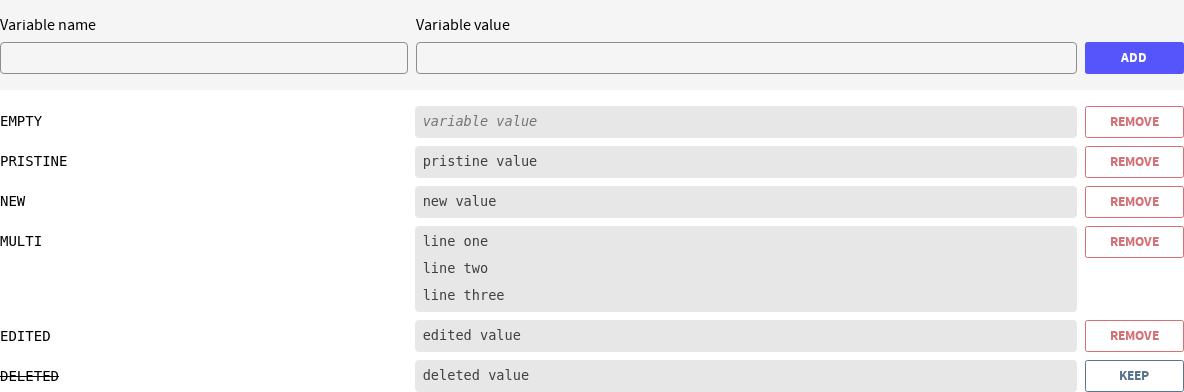 Variable name Variable value
ADD
EMPTY variable value REMOVE
PRISTINE pristine value REMOVE
NEW new value REMOVE
MULTI line one REMOVE
line two
line three
EDITED edited value REMOVE
DELETED deleted value KEEP